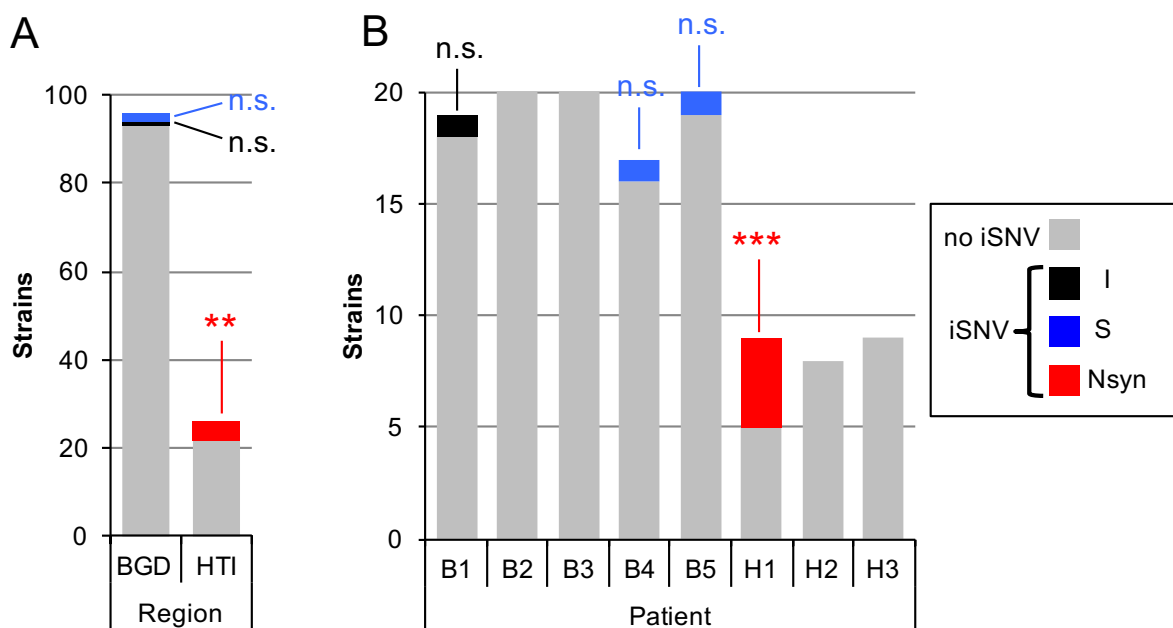 A
B
n.s.
n.s.
n.s.
n.s.
n.s.
**
***
Strains
100
80
60
40
20
0
BGD HTI
Region
Strains
20
15
10
5
0
B1 B2 B3 B4 B5 H1 H2 H3
Patient
no iSNV
iSNV
I
S
Nsyn